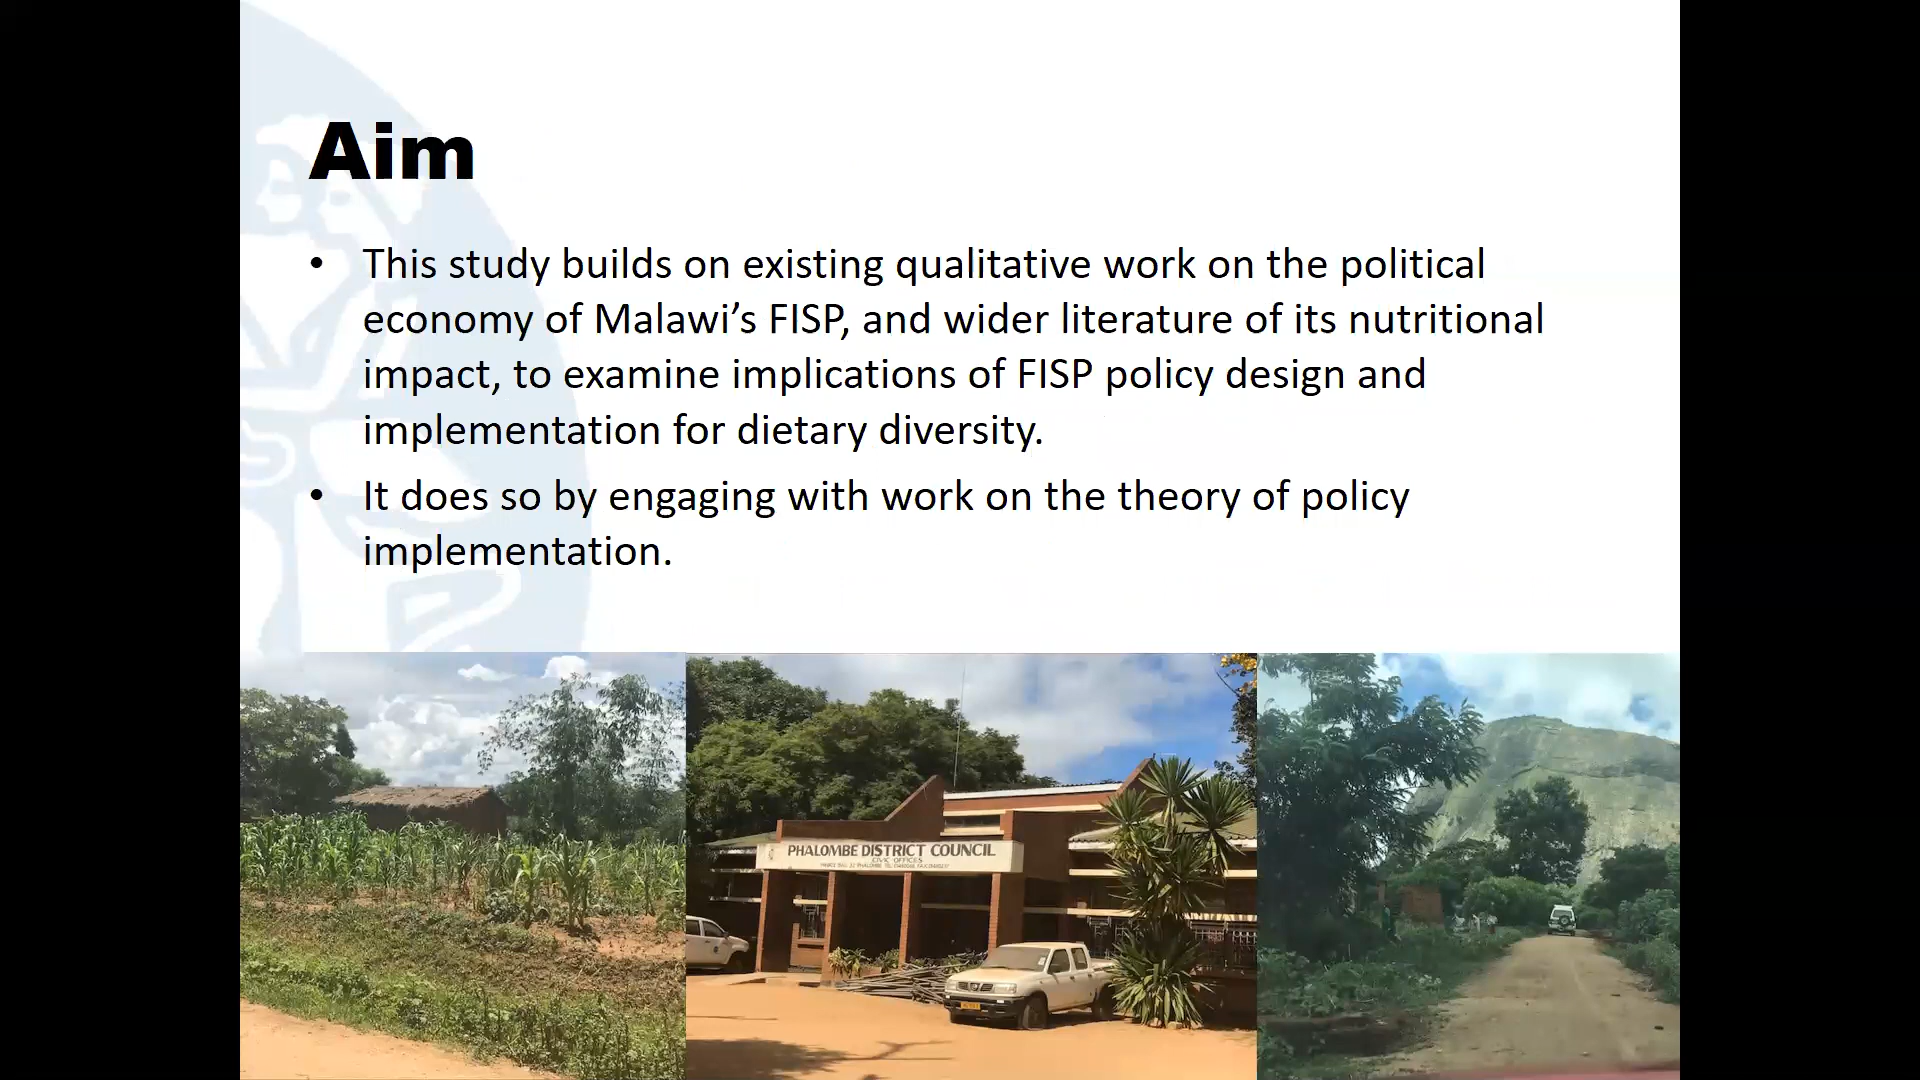 Aim
• This study builds on existing qualitative work on the political
economy of Malawi’s FISP, and wider literature of its nutritional
impact, to examine implications of FISP policy design and
implementation for dietary diversity.
• It does so by engaging with work on the theory of policy
implementation.
PHALOMBE DISTRICT COUNCIL
CIVIC OFFICES